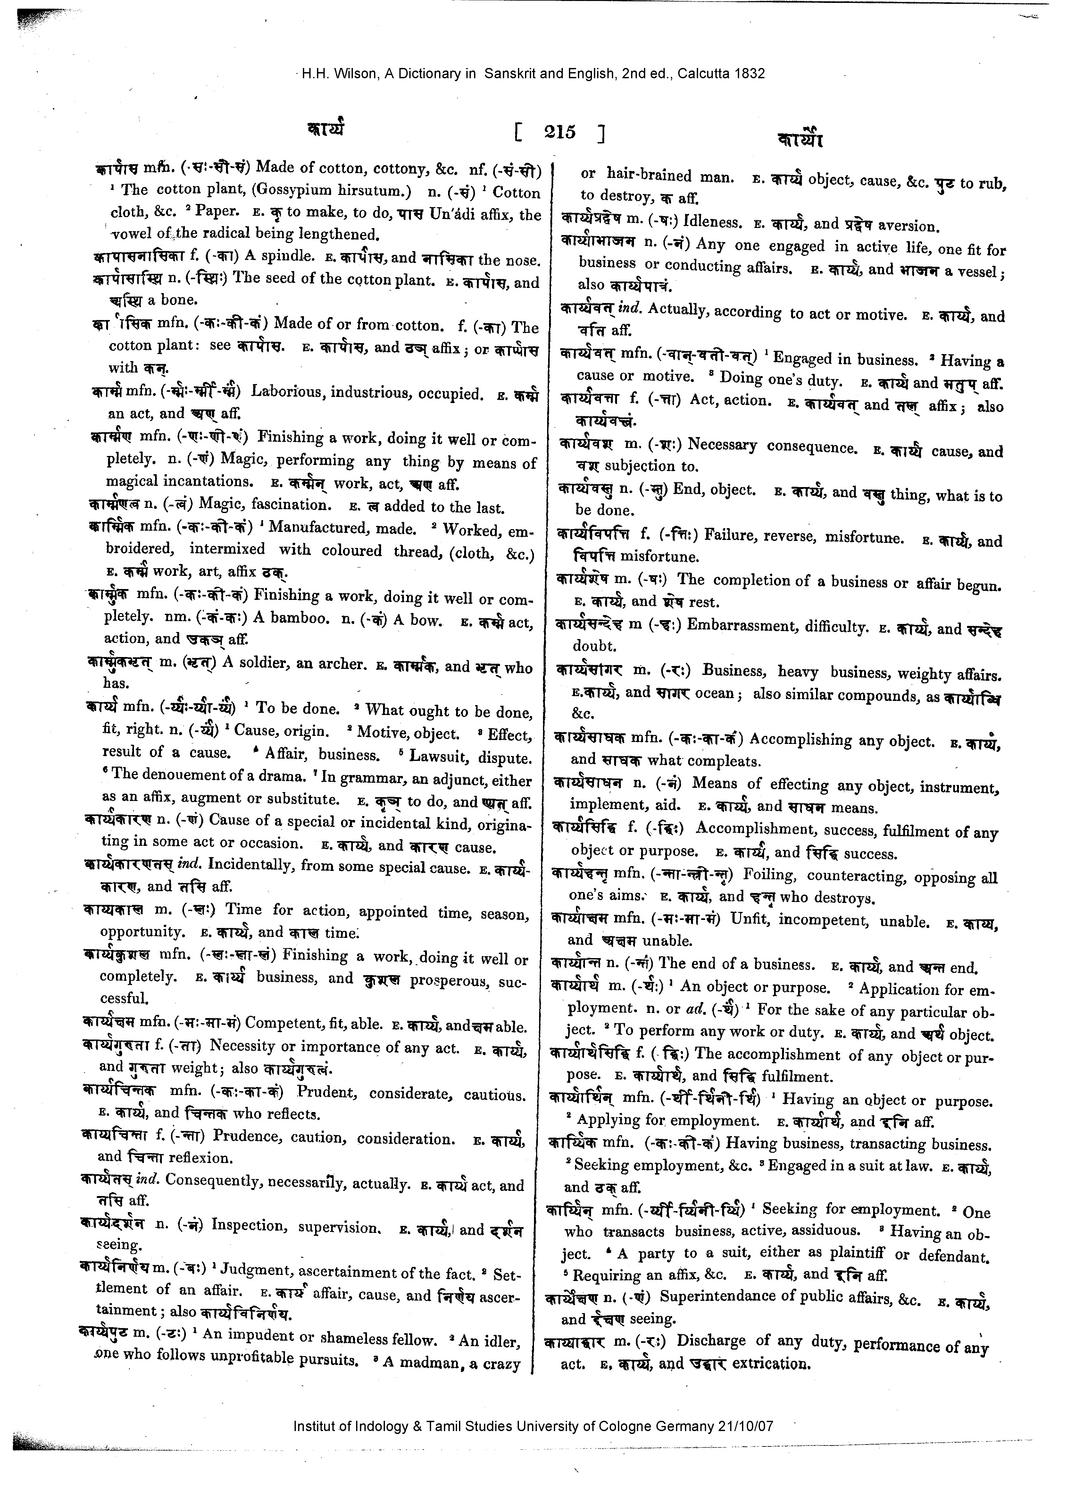 H.H. Wilson, A Dictionary in Sanskrit and English, 2nd ed., Calcutta 1832
कार्य्य
[ 215 ]
कार्य्यो
कार्पास mfn. (-सः-सी-सं) Made of cotton, cottony, &c. nf. (-सं-सी)
¹ The cotton plant, (Gossypium hirsutum.) n. (-सं) ¹ Cotton
cloth, &c. ² Paper. E. कृ to make, to do, पास Un'ádi affix, the
vowel of the radical being lengthened.
कार्पासनासिका f. (-का) A spindle. E. कार्पास, and नासिका the nose.
कार्पासास्थि n. (-स्थिः) The seed of the cotton plant. E. कार्पास, and
अस्थि a bone.
कार्पासिक mfn. (-कः-की-कं) Made of or from cotton. f. (-का) The
cotton plant: see कार्पास. E. कार्पास, and ठञ् affix; or कार्पास
with कन्.
कार्म्म mfn. (-र्म्मः-र्म्मी-र्म्मं) Laborious, industrious, occupied. E. कर्म्म
an act, and अण् aff.
कार्म्मण mfn. (-णः-णी-णं) Finishing a work, doing it well or com-
pletely. n. (-णं) Magic, performing any thing by means of
magical incantations. E. कर्म्मन् work, act, अण aff.
कार्म्मणत्व n. (-त्वं) Magic, fascination. E. त्व added to the last.
कार्म्मिक mfn. (-कः-की-कं) ¹ Manufactured, made. ² Worked, em-
broidered, intermixed with coloured thread, (cloth, &c.)
E. कर्म्म work, art, affix ठक्.
कार्म्मुक mfn. (-कः-की-कं) Finishing a work, doing it well or com-
pletely. nm. (-कं-कः) A bamboo. n. (-कं) A bow. E. कर्म्म act,
action, and उकञ् aff.
कार्म्मुकभृत् m. (भृत्) A soldier, an archer. E. कार्म्मुक, and भृत् who
has.
कार्य्य mfn. (-र्य्यः-र्य्या-र्य्यं) ¹ To be done. ² What ought to be done,
fit, right. n. (-र्य्यं) ¹ Cause, origin. ² Motive, object. ³ Effect,
result of a cause. ⁴ Affair, business. ⁵ Lawsuit, dispute.
⁶ The denouement of a drama. ⁷ In grammar, an adjunct, either
as an affix, augment or substitute. E. कृञ् to do, and ण्यत् aff.
कार्य्यकारण n. (-णं) Cause of a special or incidental kind, origina-
ting in some act or occasion. E. कार्य्य, and कारण cause.
कार्य्यकारणतस् ind. Incidentally, from some special cause. E. कार्य्य-
कारण, and तसि aff.
कार्य्यकाल m. (-लः) Time for action, appointed time, season,
opportunity. E. कार्य्य, and काल time.
कार्य्यकुशल mfn. (-लः-ला-लं) Finishing a work, doing it well or
completely. E. कार्य्य business, and कुशल prosperous, suc-
cessful.
कार्य्यक्षम mfn. (-मः-मा-मं) Competent, fit, able. E. कार्य्य, and क्षम able.
कार्य्यगुरुता f. (-ता) Necessity or importance of any act. E. कार्य्य,
and गुरुता weight; also कार्य्यगुरुत्वं.
कार्य्यचिन्तक mfn. (-कः-का-कं) Prudent, considerate, cautious.
E. कार्य्य, and चिन्तक who reflects.
कार्य्यचिन्ता f. (-न्ता) Prudence, caution, consideration. E. कार्य्य,
and चिन्ता reflexion.
कार्य्यतस् ind. Consequently, necessarily, actually. E. कार्य्य act, and
तसि aff.
कार्य्यदर्शन n. (-नं) Inspection, supervision. E. कार्य्य, and दर्शन
seeing.
कार्य्यनिर्णय m. (-यः) ¹ Judgment, ascertainment of the fact. ² Set-
tlement of an affair. E. कार्य्य affair, cause, and निर्णय ascer-
tainment; also कार्य्यविनिर्णय.
कार्य्यपुट m. (-टः) ¹ An impudent or shameless fellow. ² An idler,
one who follows unprofitable pursuits. ³ A madman, a crazy
or hair-brained man. E. कार्य्य object, cause, &c. पुट to rub,
to destroy, क aff.
कार्य्यप्रद्वेष m. (-षः) Idleness. E. कार्य्य, and प्रद्वेष aversion.
कार्य्यभाजन n. (-नं) Any one engaged in active life, one fit for
business or conducting affairs. E. कार्य्य, and भाजन a vessel;
also कार्य्यपात्रं.
कार्य्यवत् ind. Actually, according to act or motive. E. कार्य्य, and
वति aff.
कार्य्यवत् mfn. (-वान्-वती-वत्) ¹ Engaged in business. ² Having a
cause or motive. ³ Doing one's duty. E. कार्य्य and मतुप् aff.
कार्य्यवत्ता f. (-त्ता) Act, action. E. कार्य्यवत् and तल् affix; also
कार्य्यवत्त्वं.
कार्य्यवश m. (-शः) Necessary consequence. E. कार्य्य cause, and
वश subjection to.
कार्य्यवस्तु n. (-स्तु) End, object. E. कार्य्य, and वस्तु thing, what is to
be done.
कार्य्यविपत्ति f. (-त्तिः) Failure, reverse, misfortune. E. कार्य्य, and
विपत्ति misfortune.
कार्य्यशेष m. (-षः) The completion of a business or affair begun.
E. कार्य्य, and शेष rest.
कार्य्यसन्देह m (-हः) Embarrassment, difficulty. E. कार्य्य, and सन्देह
doubt.
कार्य्यसागर m. (-रः) Business, heavy business, weighty affairs.
E. कार्य्य, and सागर ocean; also similar compounds, as कार्य्याब्धि
&c.
कार्य्यसाधक mfn. (-कः-का-कं) Accomplishing any object. E. कार्य्य,
and साधक what compleats.
कार्य्यसाधन n. (-नं) Means of effecting any object, instrument,
implement, aid. E. कार्य्य, and साधन means.
कार्य्यसिद्धि f. (-द्धिः) Accomplishment, success, fulfilment of any
object or purpose. E. कार्य्य, and सिद्धि success.
कार्य्यहन्तृ mfn. (-न्ता-न्त्री-न्तृ) Foiling, counteracting, opposing all
one's aims. E. कार्य्य, and हन्तृ who destroys.
कार्य्याक्षम mfn. (-मः-मा-मं) Unfit, incompetent, unable. E. कार्य्य,
and अक्षम unable.
कार्य्यान्त n. (-न्तं) The end of a business. E. कार्य्य, and अन्त end.
कार्य्यार्थ m. (-र्थः) ¹ An object or purpose. ² Application for em-
ployment. n. or ad. (-र्थं) ¹ For the sake of any particular ob-
ject. ² To perform any work or duty. E. कार्य्य, and अर्थ object.
कार्य्यार्थसिद्धि f. (-द्धिः) The accomplishment of any object or pur-
pose. E. कार्य्यार्थ, and सिद्धि fulfilment.
कार्य्यार्थिन् mfn. (-र्थी-र्थिनी-र्थि) ¹ Having an object or purpose.
² Applying for employment. E. कार्य्यार्थ, and इनि aff.
कार्य्यिक mfn. (-कः-की-कं) Having business, transacting business.
² Seeking employment, &c. ³ Engaged in a suit at law. E. कार्य्य,
and ठक् aff.
कार्य्यिन् mfn. (-र्य्यी-र्य्यिनी-र्य्यि) ¹ Seeking for employment. ² One
who transacts business, active, assiduous. ³ Having an ob-
ject. ⁴ A party to a suit, either as plaintiff or defendant.
⁵ Requiring an affix, &c. E. कार्य्य, and इनि aff.
कार्य्येक्षण n. (-णं) Superintendance of public affairs, &c. E. कार्य्य,
and ईक्षण seeing.
कार्य्योद्धार m. (-रः) Discharge of any duty, performance of any
act. E, कार्य्य, and उद्धार extrication.
Institut of Indology & Tamil Studies University of Cologne Germany 21/10/07